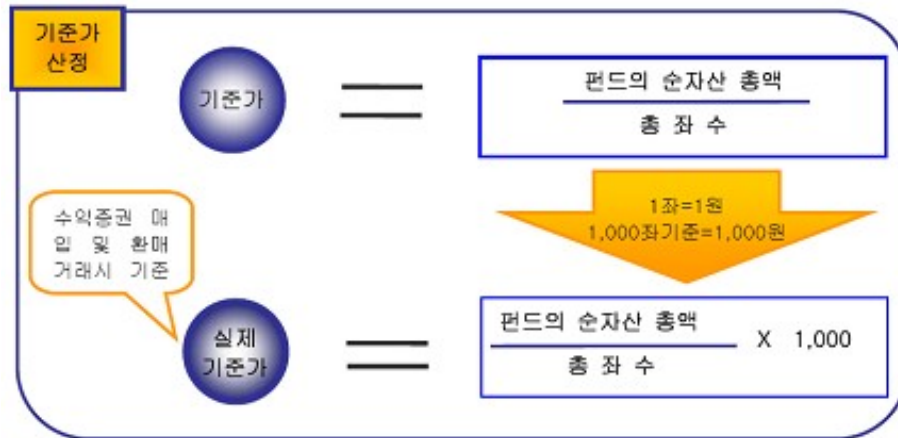 기준가
산정
기준가
펀드의 순자산 총액
총 좌 수
1좌=1원
1,000좌기준=1,000원
수익증권 매
입 및 환매
거래시 기준
실제
기준가
펀드의 순자산 총액
X 1,000
총 좌 수